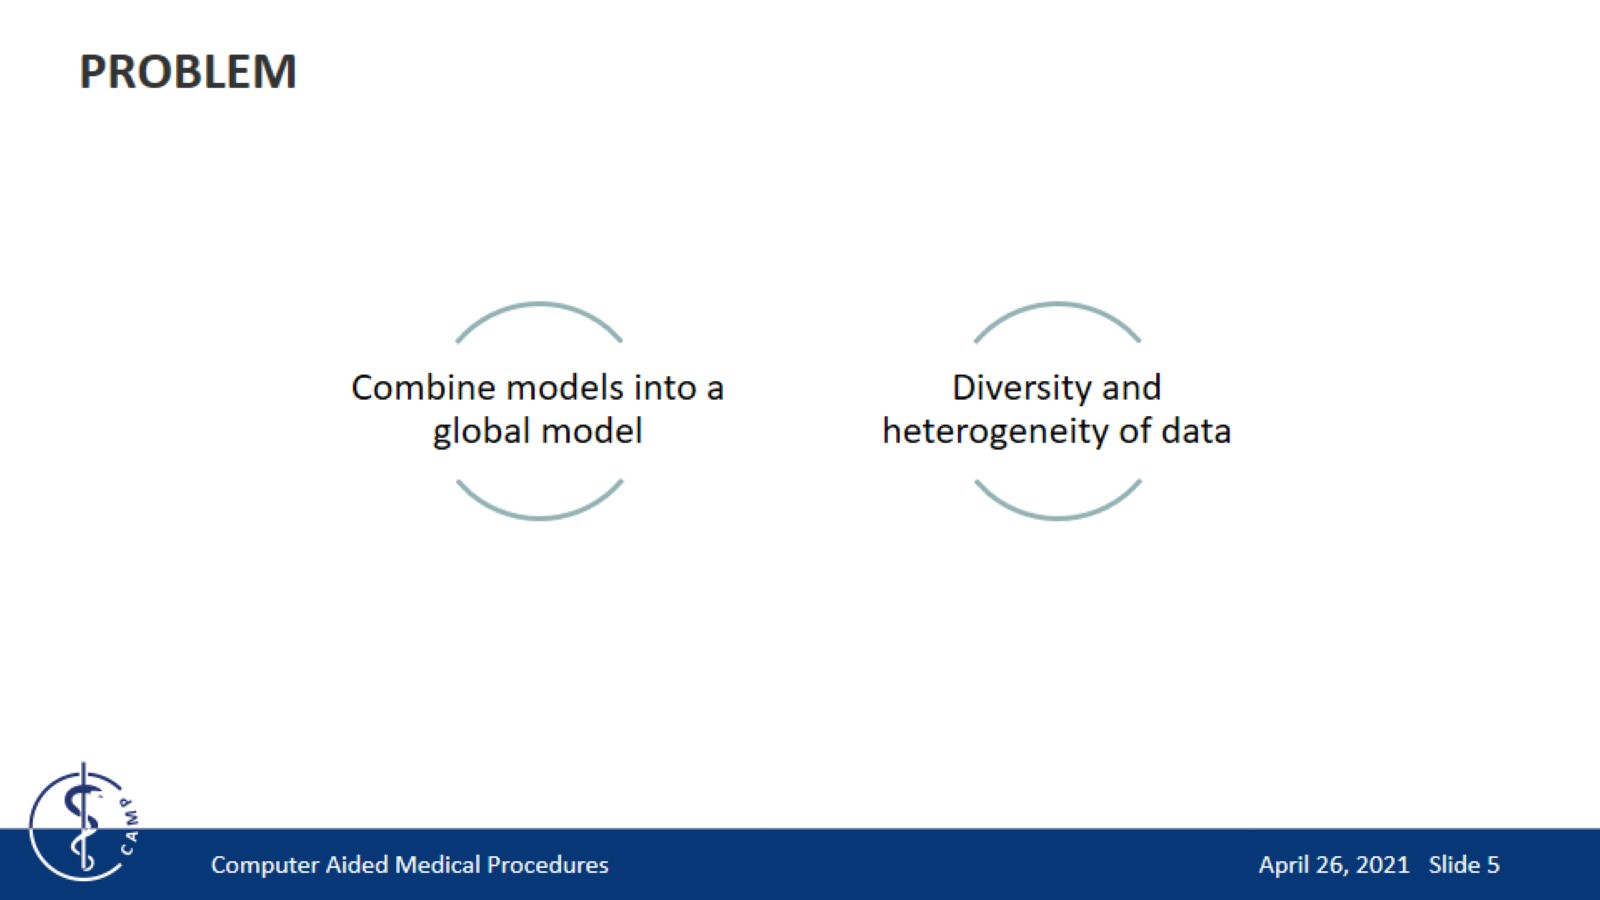 PROBLEM
Combine models into a
global model
Diversity and
heterogeneity of data
CAMP
Computer Aided Medical Procedures
April 26, 2021 Slide 5